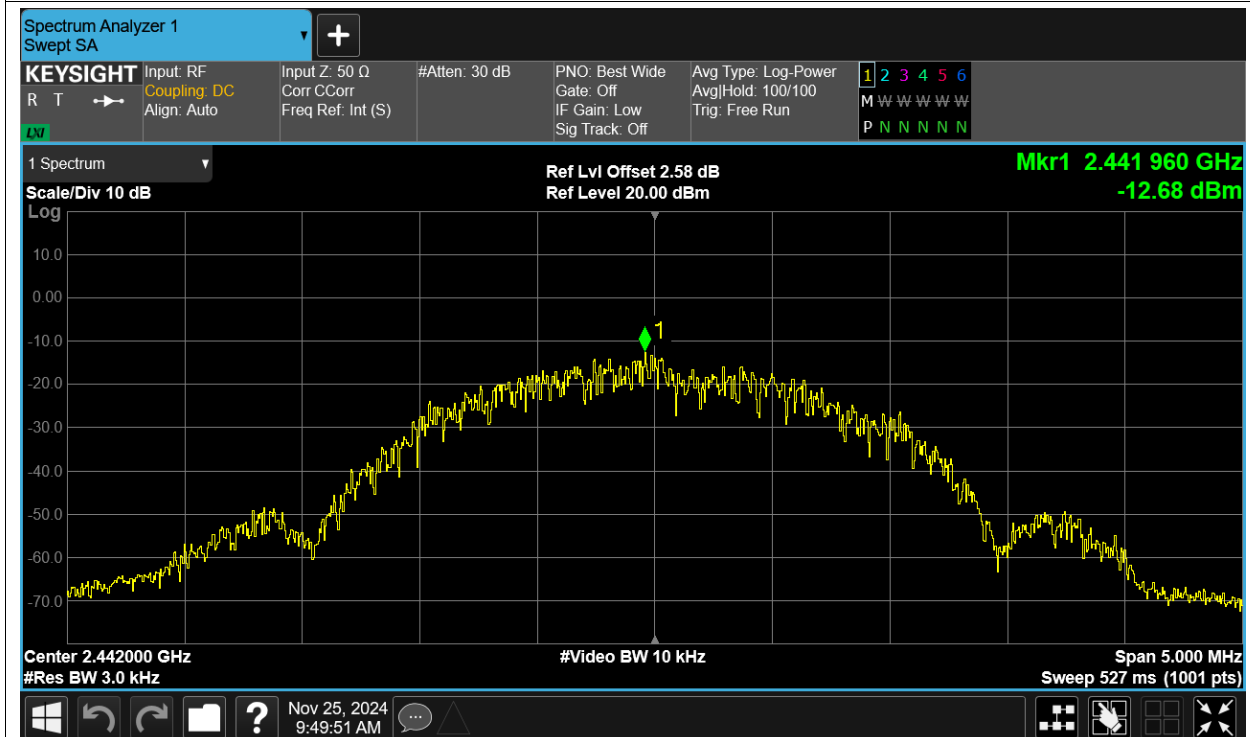 Spectrum Analyzer 1
Swept SA
+
KEYSIGHT
R T
LXI
Input: RF
Coupling: DC
Align: Auto
Input Z: 50 Ω
Corr CCorr
Freq Ref: Int (S)
#Atten: 30 dB
PNO: Best Wide
Gate: Off
IF Gain: Low
Sig Track: Off
Avg Type: Log-Power
Avg|Hold: 100/100
Trig: Free Run
1 2 3 4 5 6
M W W W W W
P N N N N N
1 Spectrum
Scale/Div 10 dB
Log
Ref Lvl Offset 2.58 dB
Ref Level 20.00 dBm
Mkr1 2.441 960 GHz
-12.68 dBm
10.0
0.00
-10.0
-20.0
-30.0
-40.0
-50.0
-60.0
-70.0
1
Center 2.442000 GHz
#Res BW 3.0 kHz
#Video BW 10 kHz
Span 5.000 MHz
Sweep 527 ms (1001 pts)
?
Nov 25, 2024
9:49:51 AM